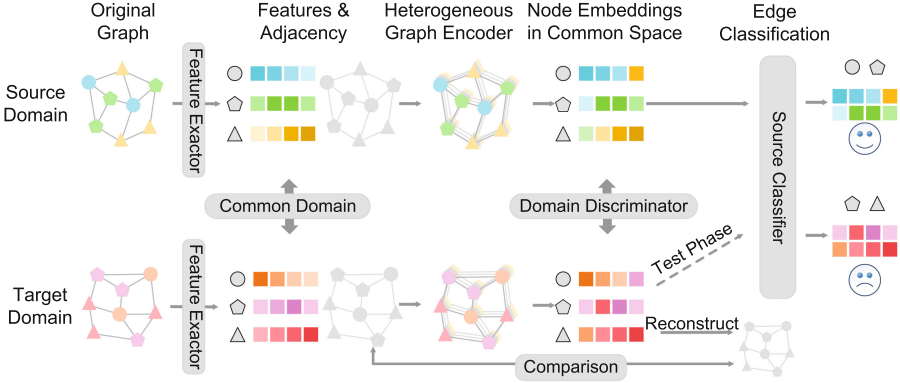 Original
Graph
Features &
Adjacency
Heterogeneous
Graph Encoder
Node Embeddings
in Common Space
Edge
Classification
Source
Domain
Feature Exactor
Source Classifier
Common Domain
Domain Discriminator
Test Phase
Target
Domain
Feature Exactor
Reconstruct
Comparison